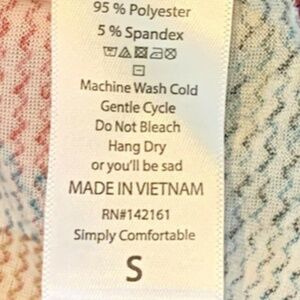 95 % Polyester
5 % Spandex
Machine Wash Cold
Gentle Cycle
Do Not Bleach
Hang Dry
or you'll be sad
MADE IN VIETNAM
RN#142161
Simply Comfortable
S